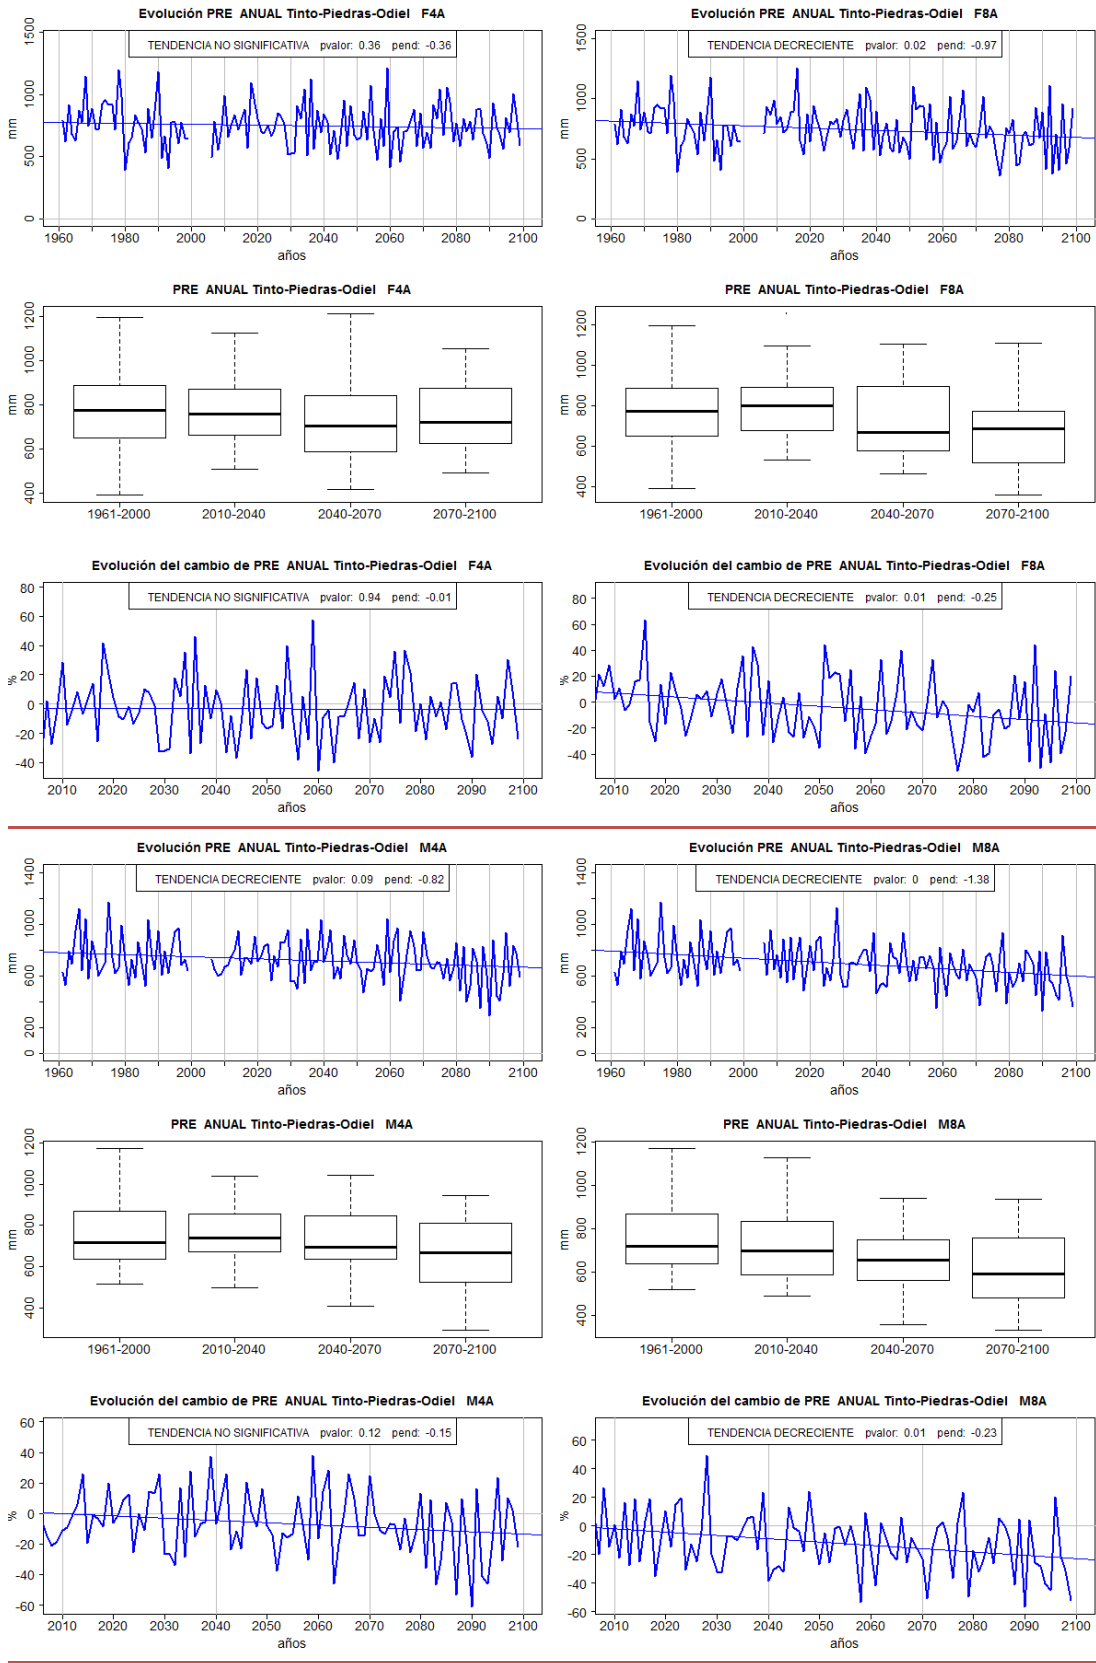 Evolución PRE ANUAL Tinto-Piedras-Odiel F4A
TENDENCIA NO SIGNIFICATIVA pvalor: 0.36 pend: -0.36
mm
0 500 1000 1500
1960 1980 2000 2020 2040 2060 2080 2100
años
Evolución PRE ANUAL Tinto-Piedras-Odiel F8A
TENDENCIA DECRECIENTE pvalor: 0.02 pend: -0.97
mm
0 500 1000 1500
1960 1980 2000 2020 2040 2060 2080 2100
años
PRE ANUAL Tinto-Piedras-Odiel F4A
mm
400 600 800 1000 1200
1961-2000 2010-2040 2040-2070 2070-2100
PRE ANUAL Tinto-Piedras-Odiel F8A
mm
400 600 800 1000 1200
1961-2000 2010-2040 2040-2070 2070-2100
Evolución del cambio de PRE ANUAL Tinto-Piedras-Odiel F4A
TENDENCIA NO SIGNIFICATIVA pvalor: 0.94 pend: -0.01
%
80
60
40
20
0
-20
-40
2010 2020 2030 2040 2050 2060 2070 2080 2090 2100
años
Evolución del cambio de PRE ANUAL Tinto-Piedras-Odiel F8A
TENDENCIA DECRECIENTE pvalor: 0.01 pend: -0.25
%
80
60
40
20
0
-20
-40
2010 2020 2030 2040 2050 2060 2070 2080 2090 2100
años
Evolución PRE ANUAL Tinto-Piedras-Odiel M4A
TENDENCIA DECRECIENTE pvalor: 0.09 pend: -0.82
mm
0 200 600 1000 1400
1960 1980 2000 2020 2040 2060 2080 2100
años
Evolución PRE ANUAL Tinto-Piedras-Odiel M8A
TENDENCIA DECRECIENTE pvalor: 0 pend: -1.38
mm
0 200 600 1000 1400
1960 1980 2000 2020 2040 2060 2080 2100
años
PRE ANUAL Tinto-Piedras-Odiel M4A
mm
400 600 800 1000 1200
1961-2000 2010-2040 2040-2070 2070-2100
PRE ANUAL Tinto-Piedras-Odiel M8A
mm
400 600 800 1000 1200
1961-2000 2010-2040 2040-2070 2070-2100
Evolución del cambio de PRE ANUAL Tinto-Piedras-Odiel M4A
TENDENCIA NO SIGNIFICATIVA pvalor: 0.12 pend: -0.15
%
60
40
20
0
-20
-40
-60
2010 2020 2030 2040 2050 2060 2070 2080 2090 2100
años
Evolución del cambio de PRE ANUAL Tinto-Piedras-Odiel M8A
TENDENCIA DECRECIENTE pvalor: 0.01 pend: -0.23
%
60
40
20
0
-20
-40
-60
2010 2020 2030 2040 2050 2060 2070 2080 2090 2100
años